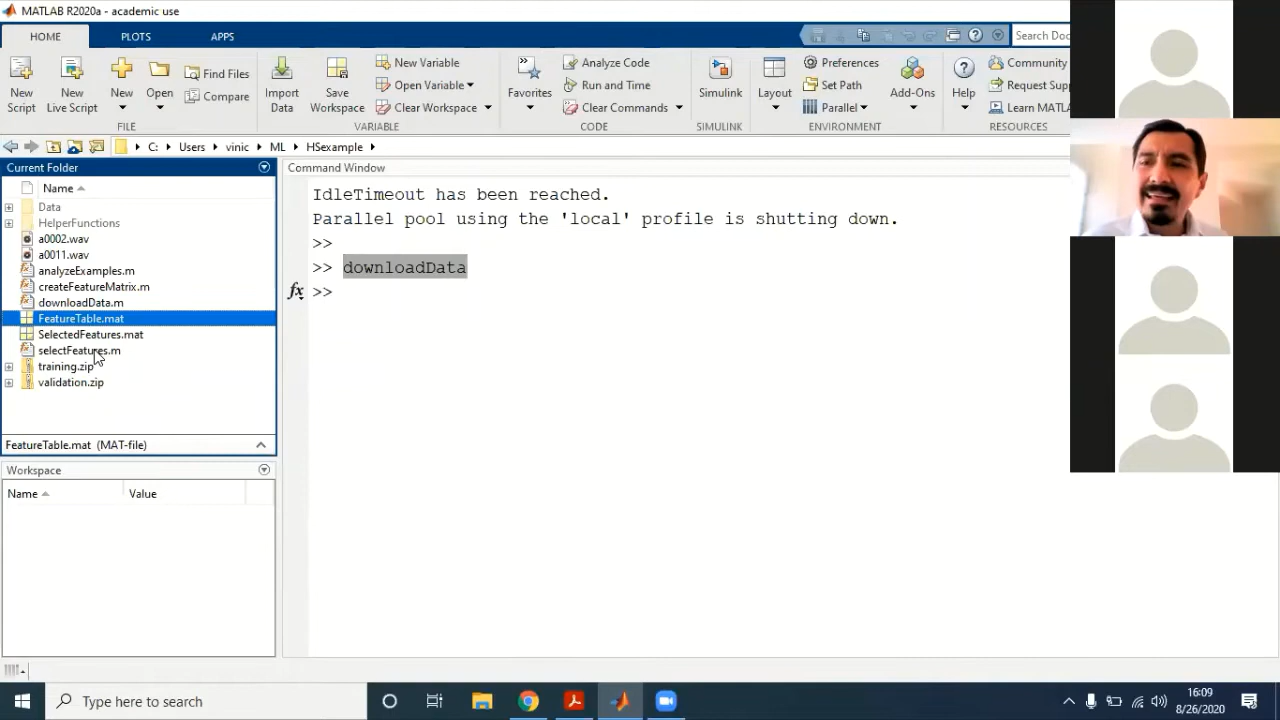 MATLAB R2020a - academic use
HOME PLOTS APPS
Search Doc
New Script
New Live Script
New
Open
Find Files
Compare
Import Data
Save Workspace
New Variable
Open Variable
Clear Workspace
Favorites
Analyze Code
Run and Time
Clear Commands
Simulink
Layout
Preferences
Set Path
Parallel
Add-Ons
Help
Community
Request Sup
Learn MATL
FILE VARIABLE CODE SIMULINK ENVIRONMENT RESOURCES
C: Users vinic ML HSexample
Current Folder
Name
Data
HelperFunctions
a0002.wav
a0011.wav
analyzeExamples.m
createFeatureMatrix.m
downloadData.m
FeatureTable.mat
SelectedFeatures.mat
selectFeatures.m
training.zip
validation.zip
FeatureTable.mat (MAT-file)
Workspace
Name Value
Command Window
IdleTimeout has been reached.
Parallel pool using the 'local' profile is shutting down.
>>
>> downloadData
fx >>
Type here to search
16:09
8/26/2020